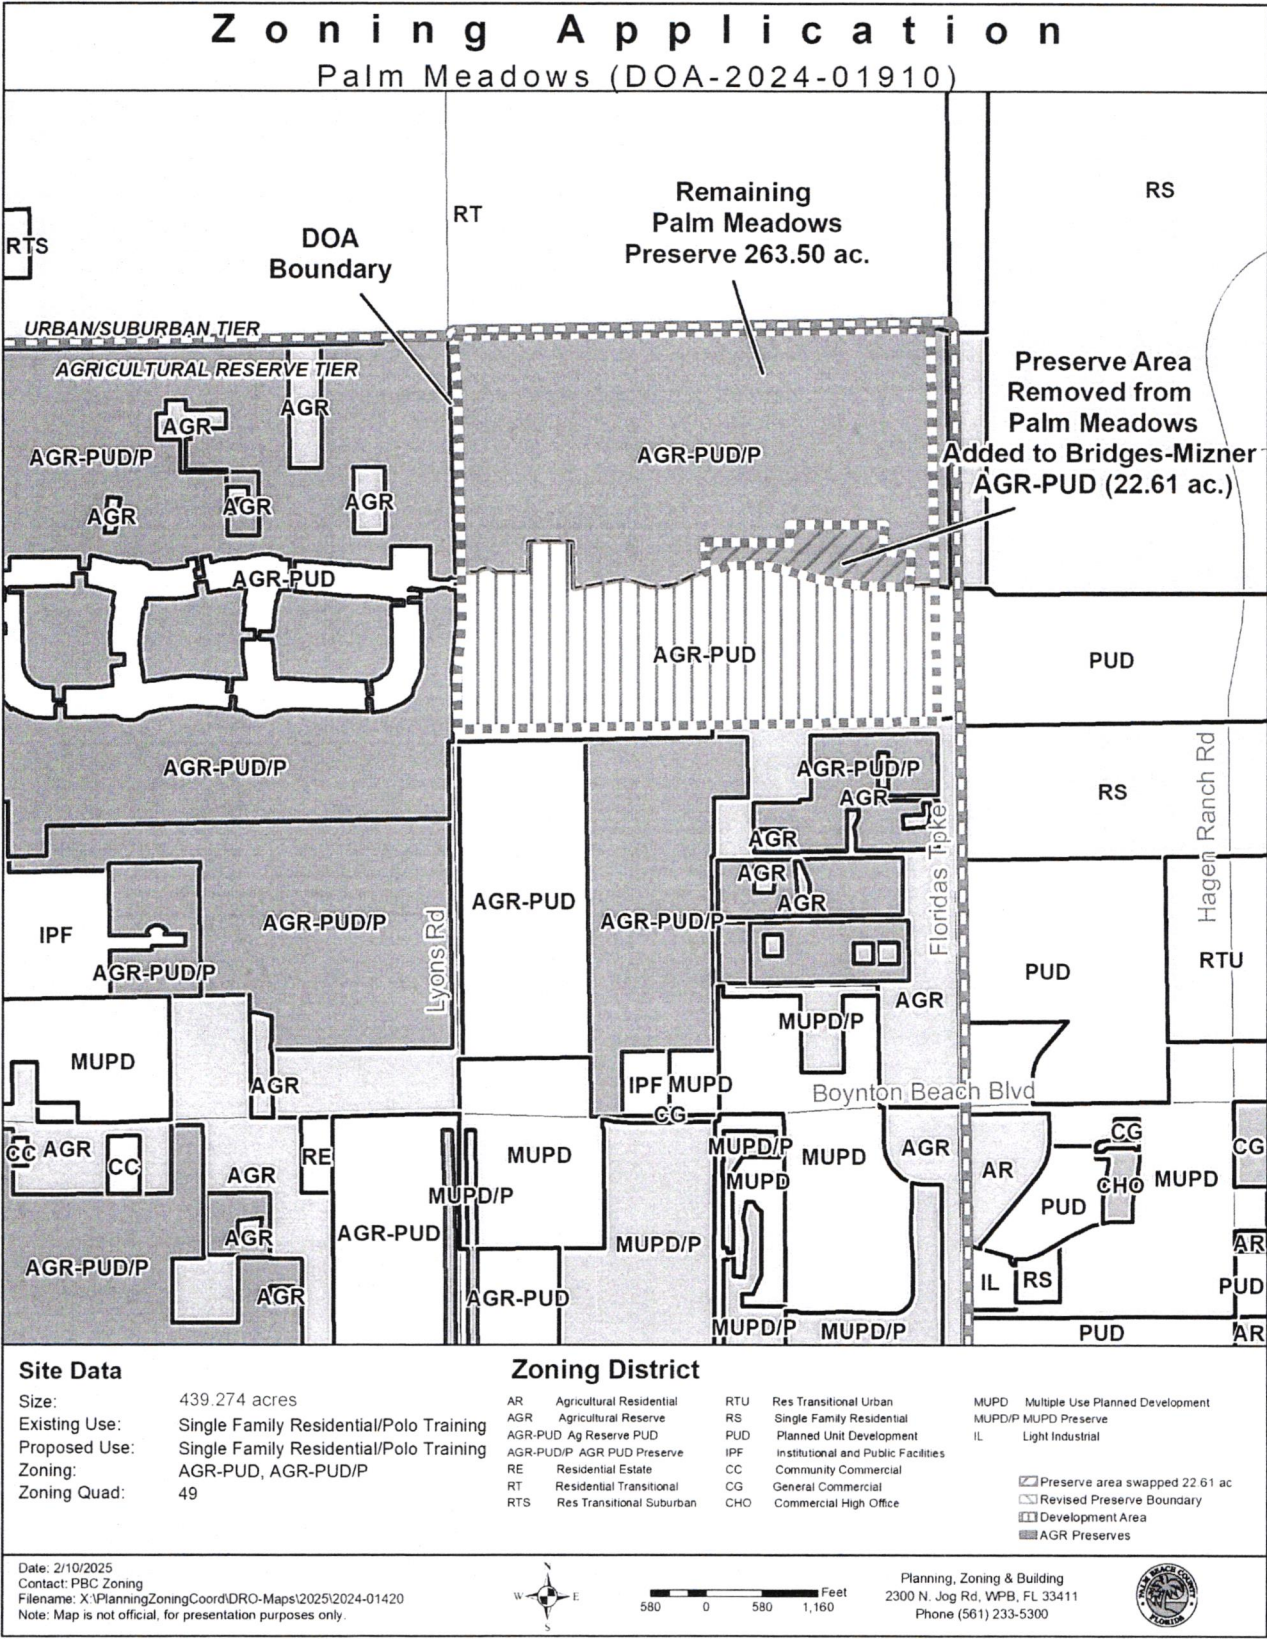 Zoning Application
Palm Meadows (DOA-2024-01910)
RS
RT
RTS
Remaining
Palm Meadows
Preserve 263.50 ac.
DOA
Boundary
URBAN/SUBURBAN TIER
AGRICULTURAL RESERVE TIER
Preserve Area
Removed from
Palm Meadows
Added to Bridges-Mizner
AGR-PUD (22.61 ac.)
AGR
AGR
AGR-PUD/P
AGR-PUD/P
AGR
AGR
AGR
AGR-PUD
AGR-PUD
PUD
AGR-PUD/P
AGR-PUD/P
AGR
RS
Hagen Ranch Rd
AGR
Floridas Tpke
AGR
AGR
AGR-PUD
AGR-PUD/P
AGR-PUD/P
Lyons Rd
IPF
AGR-PUD/P
PUD
RTU
AGR
MUPD/P
MUPD
AGR
IPF
MUPD
Boynton Beach Blvd
CG
CC
AGR
CC
AGR
RE
MUPD
MUPD/P
MUPD
MUPD
AGR
AR
CG
CG
CHO
MUPD
PUD
MUPD/P
AGR-PUD
AGR
MUPD/P
AR
AGR-PUD/P
AGR
AGR-PUD
IL
RS
PUD
MUPD/P
MUPD/P
PUD
AR
Site Data
Size: 439.274 acres
Existing Use: Single Family Residential/Polo Training
Proposed Use: Single Family Residential/Polo Training
Zoning: AGR-PUD, AGR-PUD/P
Zoning Quad: 49
Zoning District
AR Agricultural Residential
AGR Agricultural Reserve
AGR-PUD Ag Reserve PUD
AGR-PUD/P AGR PUD Preserve
RE Residential Estate
RT Residential Transitional
RTS Res Transitional Suburban
RTU Res Transitional Urban
RS Single Family Residential
PUD Planned Unit Development
IPF Institutional and Public Facilities
CC Community Commercial
CG General Commercial
CHO Commercial High Office
MUPD Multiple Use Planned Development
MUPD/P MUPD Preserve
IL Light Industrial
Preserve area swapped 22.61 ac
Revised Preserve Boundary
Development Area
AGR Preserves
Date: 2/10/2025
Contact: PBC Zoning
Filename: X:\PlanningZoningCoord\DRO-Maps\2025\2024-01420
Note: Map is not official, for presentation purposes only.
N
W E
S
Feet
580 0 580 1,160
Planning, Zoning & Building
2300 N. Jog Rd, WPB, FL 33411
Phone (561) 233-5300
PALM BEACH COUNTY
FLORIDA